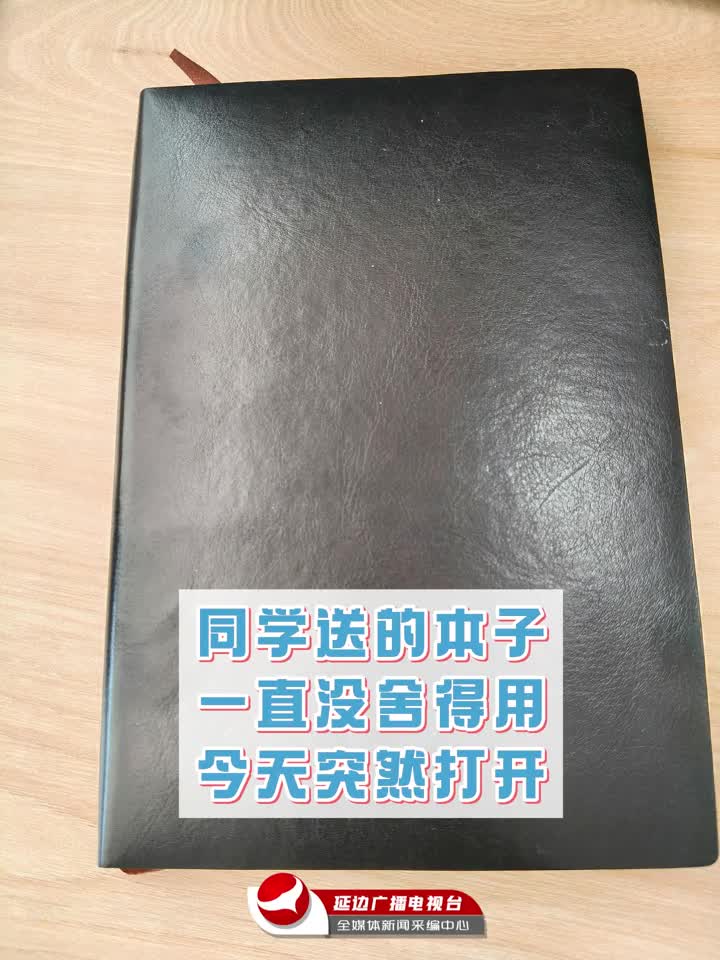 同学送的本子
一直没舍得用
今天突然打开
延边广播电视台
全媒体新闻采编中心